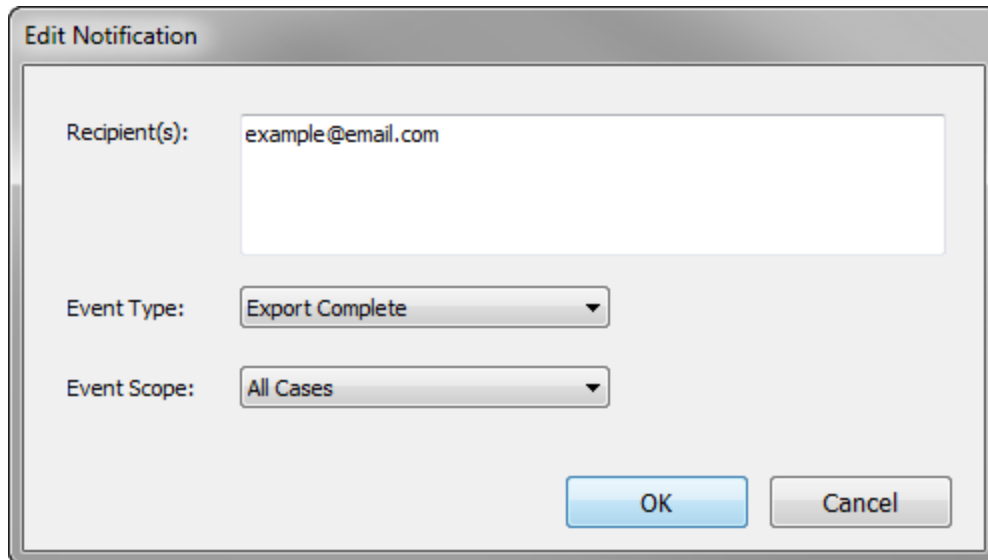 Edit Notification
Recipient(s): example@email.com
Event Type: Export Complete
Event Scope: All Cases
OK Cancel